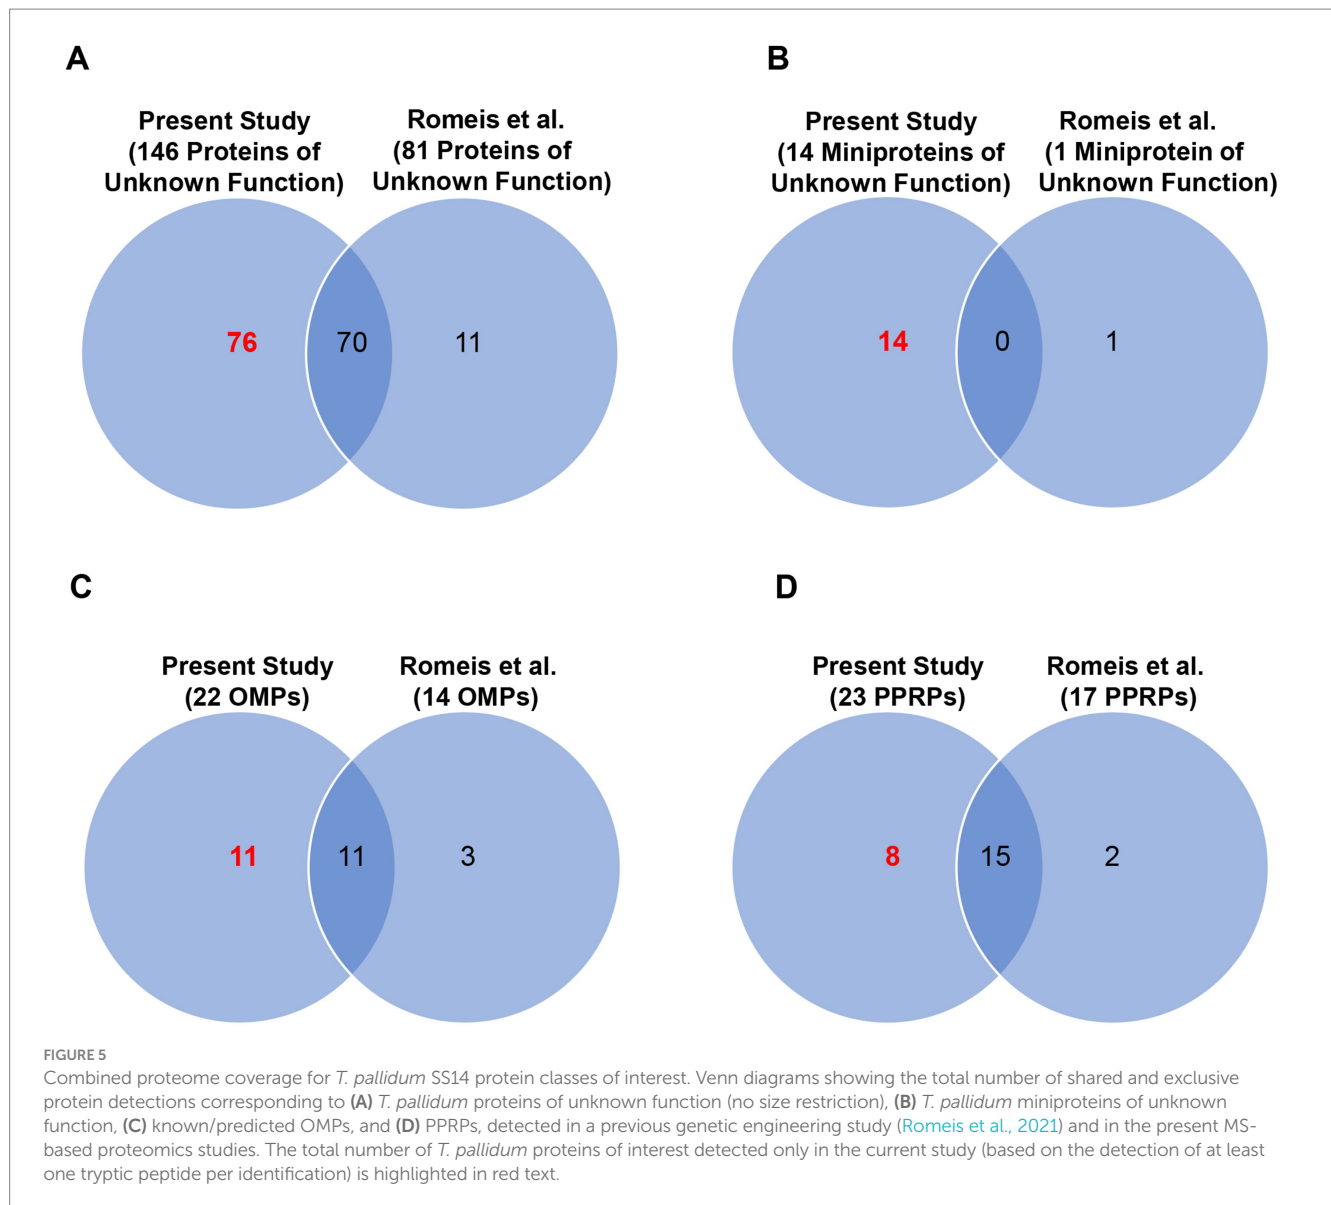 A
Present Study
(146 Proteins of
Unknown Function)
Romeis et al.
(81 Proteins of
Unknown Function)
76
70
11
B
Present Study
(14 Miniproteins of
Unknown Function)
Romeis et al.
(1 Miniprotein of
Unknown Function)
14
0
1
C
Present Study
(22 OMPs)
Romeis et al.
(14 OMPs)
11
11
3
D
Present Study
(23 PPRPs)
Romeis et al.
(17 PPRPs)
8
15
2
FIGURE 5
Combined proteome coverage for T. pallidum SS14 protein classes of interest. Venn diagrams showing the total number of shared and exclusive
protein detections corresponding to (A) T. pallidum proteins of unknown function (no size restriction), (B) T. pallidum miniproteins of unknown
function, (C) known/predicted OMPs, and (D) PPRPs, detected in a previous genetic engineering study (Romeis et al., 2021) and in the present MS-
based proteomics studies. The total number of T. pallidum proteins of interest detected only in the current study (based on the detection of at least
one tryptic peptide per identification) is highlighted in red text.